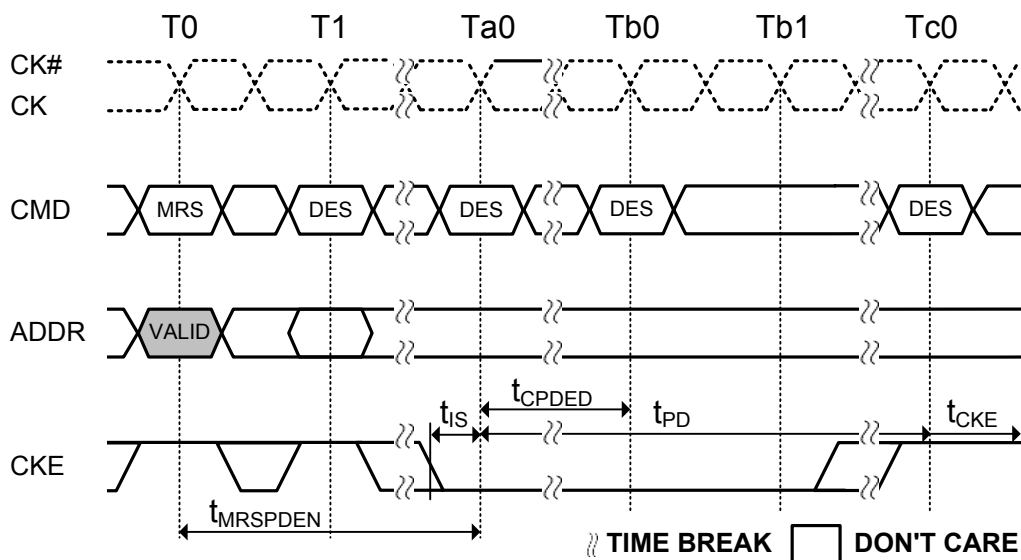 T0 T1 Ta0 Tb0 Tb1 Tc0
CK#
CK
CMD MRS DES DES DES DES
ADDR VALID
tIS tCPDED tPD tCKE
CKE
tMRSPDEN
TIME BREAK DON'T CARE